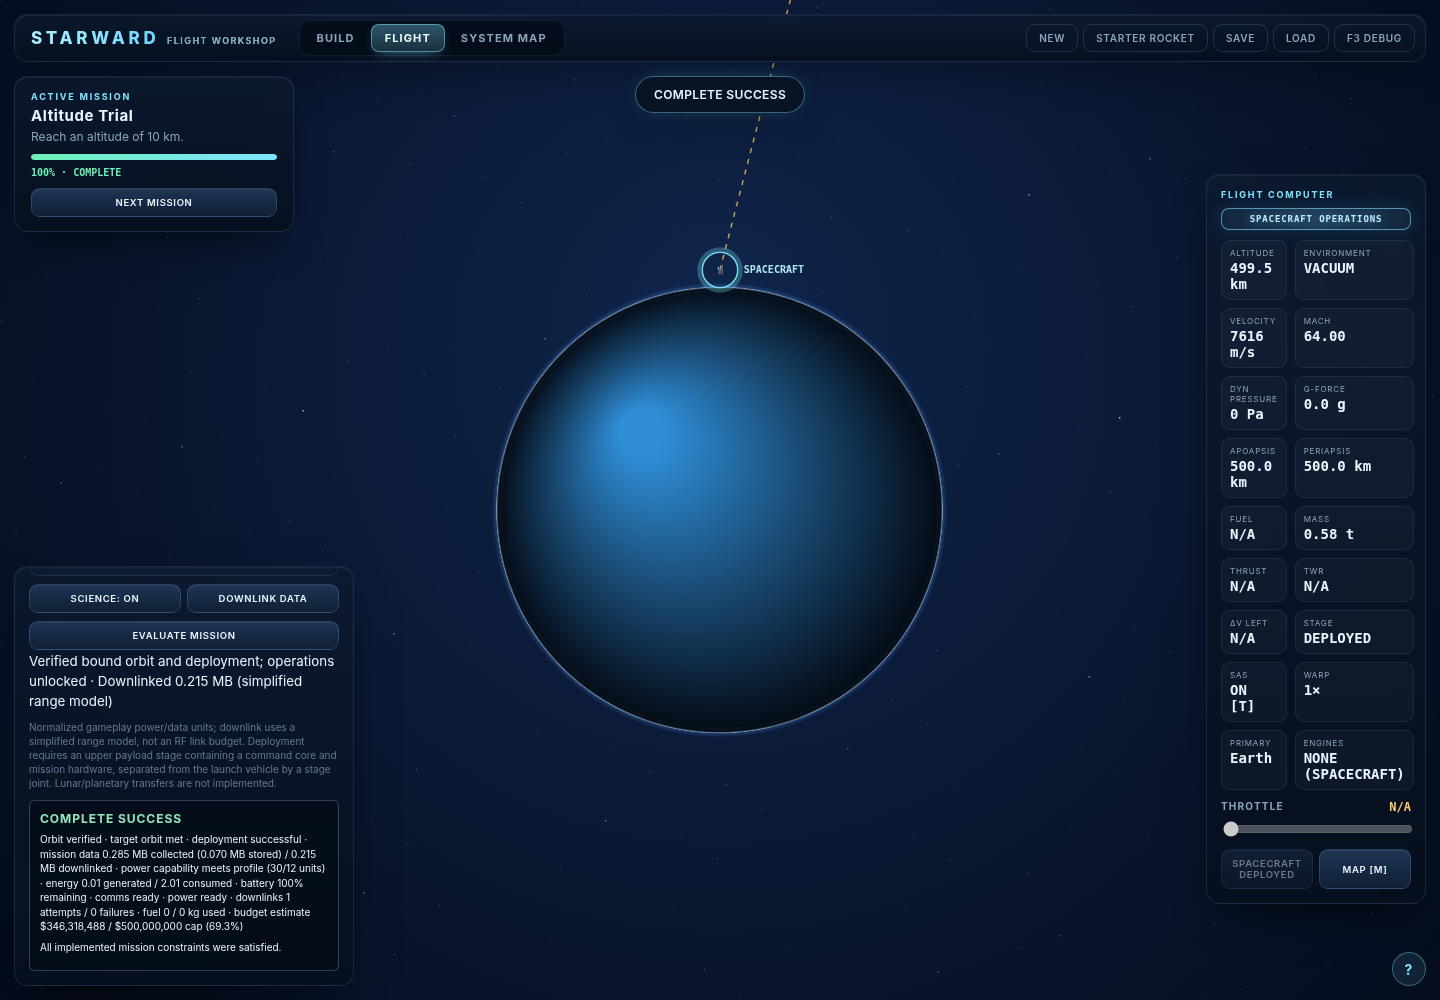 STARWARD FLIGHT WORKSHOP
BUILD FLIGHT SYSTEM MAP
NEW STARTER ROCKET SAVE LOAD F3 DEBUG
ACTIVE MISSION
Altitude Trial
Reach an altitude of 10 km.
100% · COMPLETE
NEXT MISSION
COMPLETE SUCCESS
SPACECRAFT
SCIENCE: ON DOWNLINK DATA
EVALUATE MISSION
Verified bound orbit and deployment; operations
unlocked · Downlinked 0.215 MB (simplified
range model)
Normalized gameplay power/data units; downlink uses a
simplified range model, not an RF link budget. Deployment
requires an upper payload stage containing a command core and
mission hardware, separated from the launch vehicle by a stage
joint. Lunar/planetary transfers are not implemented.
COMPLETE SUCCESS
Orbit verified · target orbit met · deployment successful ·
mission data 0.285 MB collected (0.070 MB stored) / 0.215
MB downlinked · power capability meets profile (30/12 units)
· energy 0.01 generated / 2.01 consumed · battery 100%
remaining · comms ready · power ready · downlinks 1
attempts / 0 failures · fuel 0 / 0 kg used · budget estimate
$346,318,488 / $500,000,000 cap (69.3%)
All implemented mission constraints were satisfied.
FLIGHT COMPUTER
SPACECRAFT OPERATIONS
ALTITUDE
499.5
km
ENVIRONMENT
VACUUM
VELOCITY
7616
m/s
MACH
64.00
DYN
PRESSURE
0 Pa
G-FORCE
0.0 g
APOAPSIS
500.0
km
PERIAPSIS
500.0 km
FUEL
N/A
MASS
0.58 t
THRUST
N/A
TWR
N/A
ΔV LEFT
N/A
STAGE
DEPLOYED
SAS
ON
[T]
WARP
1×
PRIMARY
Earth
ENGINES
NONE
(SPACECRAFT)
THROTTLE N/A
SPACECRAFT
DEPLOYED
MAP [M]
?